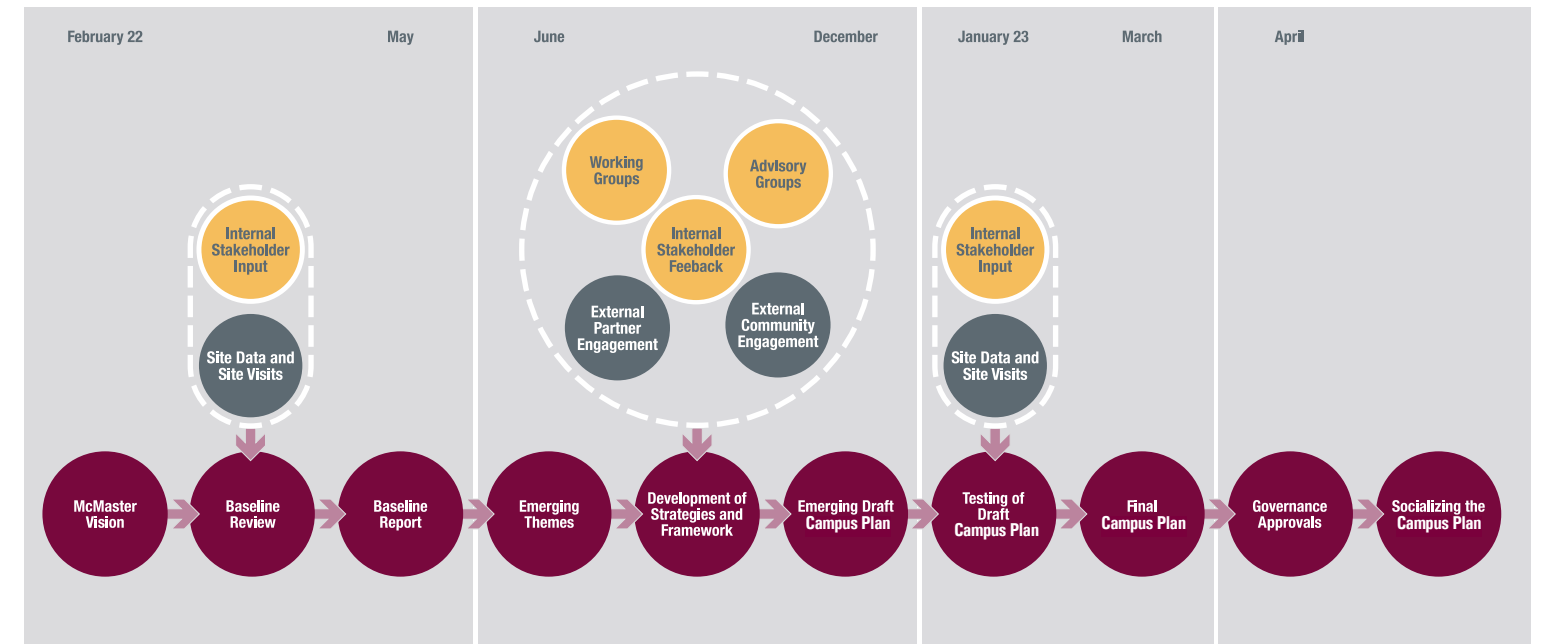 February 22
May
June
December
January 23
March
April
Working
Groups
Advisory
Groups
Internal
Stakeholder
Input
Internal
Stakeholder
Feeback
Internal
Stakeholder
Input
Site Data and
Site Visits
External
Partner
Engagement
External
Community
Engagement
Site Data and
Site Visits
McMaster
Vision
Baseline
Review
Baseline
Report
Emerging
Themes
Development of
Strategies and
Framework
Emerging Draft
Campus Plan
Testing of
Draft
Campus Plan
Final
Campus Plan
Governance
Approvals
Socializing the
Campus Plan